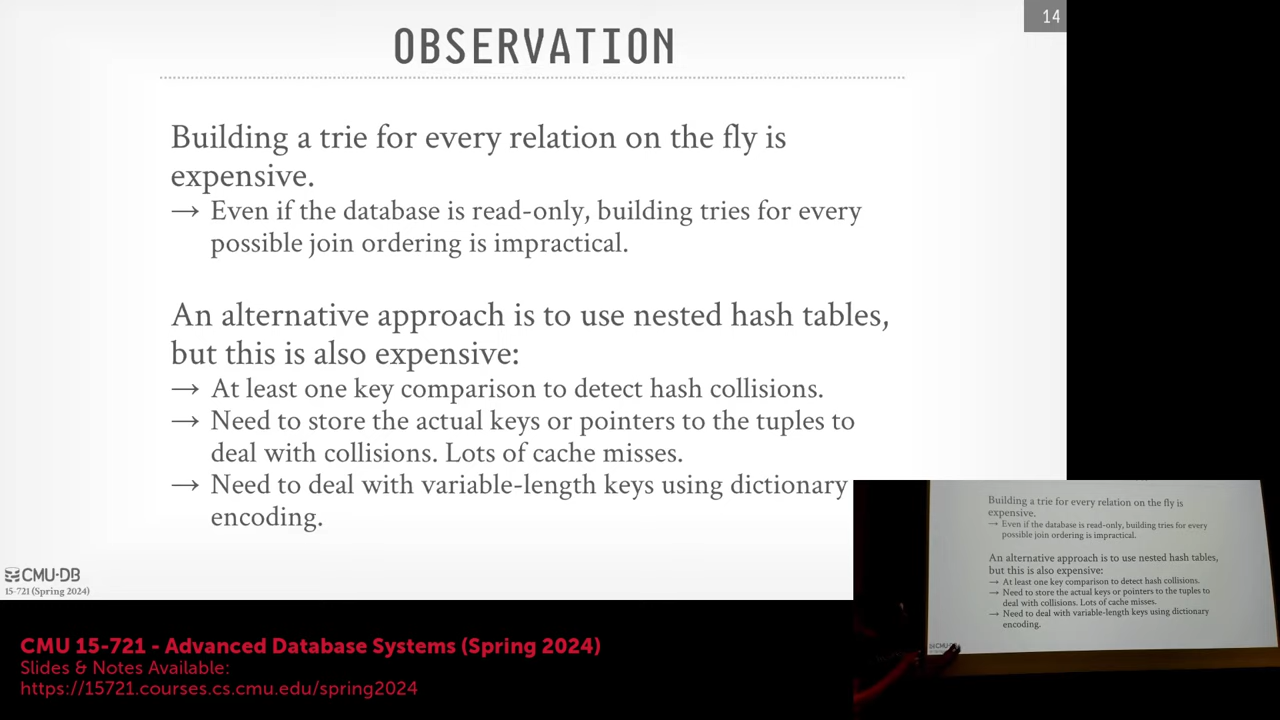 14
OBSERVATION
Building a trie for every relation on the fly is
expensive.
→ Even if the database is read-only, building tries for every
possible join ordering is impractical.
An alternative approach is to use nested hash tables,
but this is also expensive:
→ At least one key comparison to detect hash collisions.
→ Need to store the actual keys or pointers to the tuples to
deal with collisions. Lots of cache misses.
→ Need to deal with variable-length keys using dictionary
encoding.
CMU·DB
15-721 (Spring 2024)
CMU 15-721 - Advanced Database Systems (Spring 2024)
Slides & Notes Available:
https://15721.courses.cs.cmu.edu/spring2024
Building a trie for every relation on the fly is
expensive.
→ Even if the database is read-only, building tries for every
possible join ordering is impractical.
An alternative approach is to use nested hash tables,
but this is also expensive:
→ At least one key comparison to detect hash collisions.
→ Need to store the actual keys or pointers to the tuples to
deal with collisions. Lots of cache misses.
→ Need to deal with variable-length keys using dictionary
encoding.